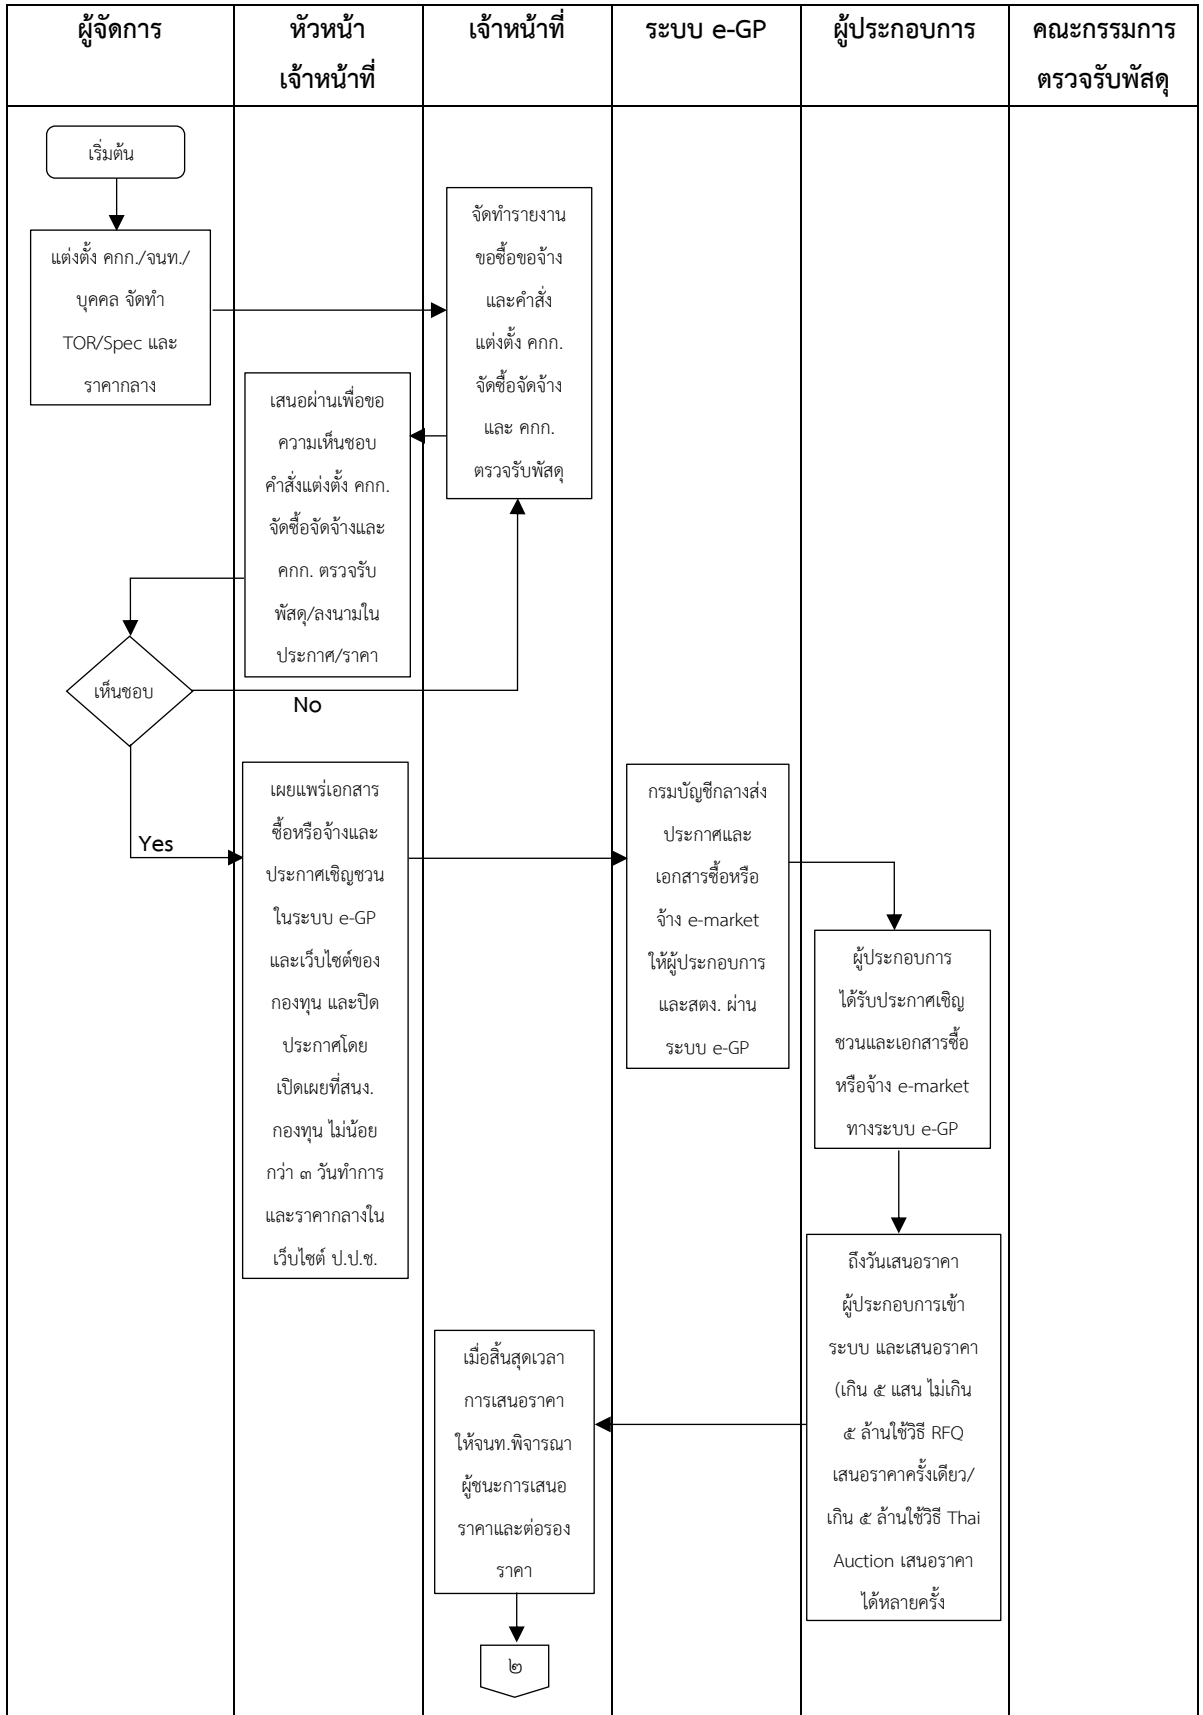 ผู้จัดการ
หัวหน้า
เจ้าหน้าที่
เจ้าหน้าที่
ระบบ e-GP
ผู้ประกอบการ
คณะกรรมการ
ตรวจรับพัสดุ
เริ่มต้น
แต่งตั้ง คกก./จนท./
บุคคล จัดทำ
TOR/Spec และ
ราคากลาง
จัดทำรายงาน
ขอซื้อขอจ้าง
และคำสั่ง
แต่งตั้ง คกก.
จัดซื้อจัดจ้าง
และ คกก.
ตรวจรับพัสดุ
เสนอผ่านเพื่อขอ
ความเห็นชอบ
คำสั่งแต่งตั้ง คกก.
จัดซื้อจัดจ้างและ
คกก. ตรวจรับ
พัสดุ/ลงนามใน
ประกาศ/ราคา
เห็นชอบ
No
Yes
เผยแพร่เอกสาร
ซื้อหรือจ้างและ
ประกาศเชิญชวน
ในระบบ e-GP
และเว็บไซต์ของ
กองทุน และปิด
ประกาศโดย
เปิดเผยที่สนง.
กองทุน ไม่น้อย
กว่า ๓ วันทำการ
และราคากลางใน
เว็บไซต์ ป.ป.ช.
กรมบัญชีกลางส่ง
ประกาศและ
เอกสารซื้อหรือ
จ้าง e-market
ให้ผู้ประกอบการ
และสตง. ผ่าน
ระบบ e-GP
ผู้ประกอบการ
ได้รับประกาศเชิญ
ชวนและเอกสารซื้อ
หรือจ้าง e-market
ทางระบบ e-GP
ถึงวันเสนอราคา
ผู้ประกอบการเข้า
ระบบ และเสนอราคา
(เกิน ๕ แสน ไม่เกิน
๕ ล้านใช้วิธี RFQ
เสนอราคาครั้งเดียว/
เกิน ๕ ล้านใช้วิธี Thai
Auction เสนอราคา
ได้หลายครั้ง
เมื่อสิ้นสุดเวลา
การเสนอราคา
ให้จนท.พิจารณา
ผู้ชนะการเสนอ
ราคาและต่อรอง
ราคา
๒